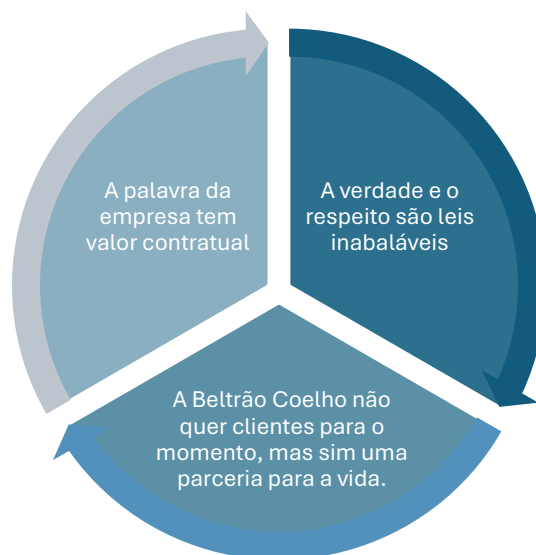 A palavra da
empresa tem
valor contratual
A verdade e o
respeito são leis
inabaláveis
A Beltrão Coelho não
quer clientes para o
momento, mas sim uma
parceria para a vida.